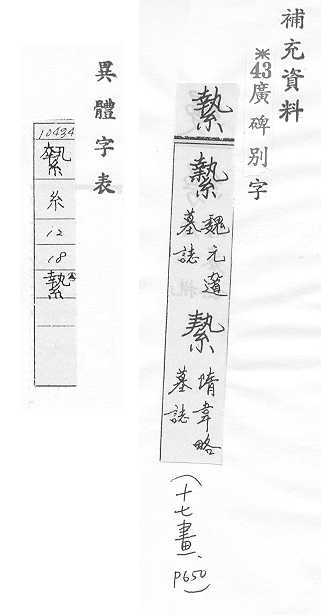 補充資料
※43廣碑別字
縶
縶
魏元
墓誌
縶
隋韋略
墓誌
(十七畫、P650)
異體字表
10434
縶
糸
12
18
縶